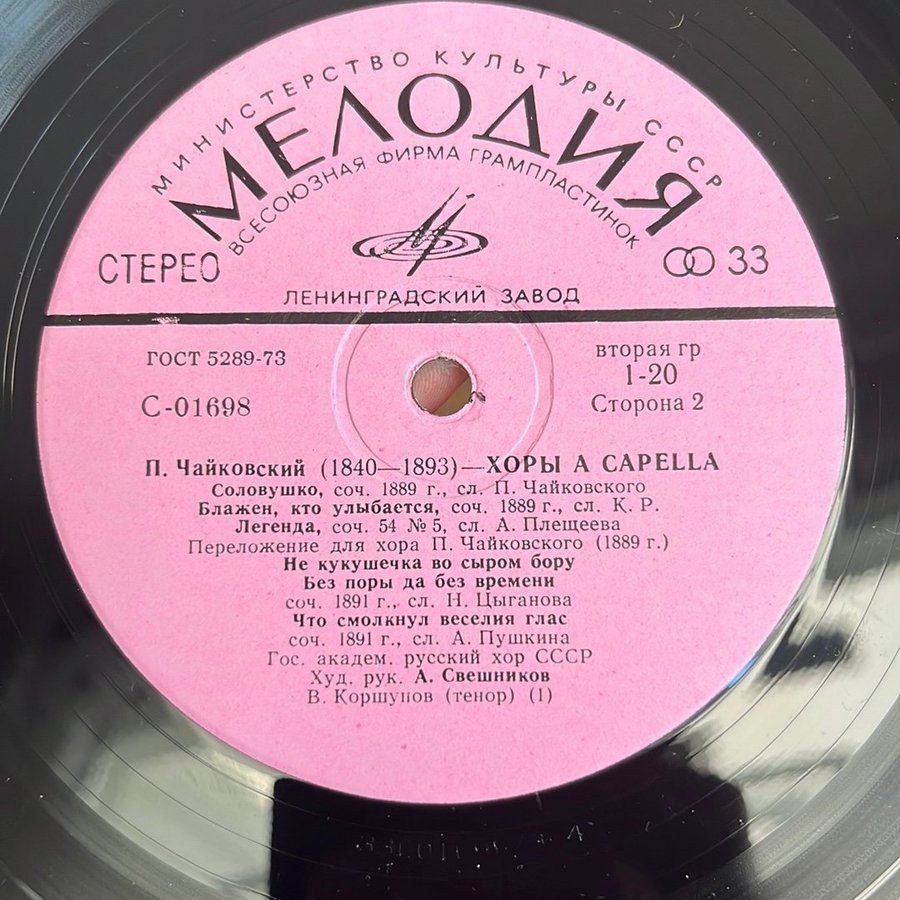 МИНИСТЕРСТВО КУЛЬТУРЫ СССР
МЕЛОДИЯ
ВСЕСОЮЗНАЯ ФИРМА ГРАМПЛАСТИНОК
СТЕРЕО
33
ЛЕНИНГРАДСКИЙ ЗАВОД
ГОСТ 5289-73
вторая гр
1-20
С-01698
Сторона 2
П. Чайковский (1840—1893)—ХОРЫ A CAPELLA
Соловушко, соч. 1889 г., сл. П. Чайковского
Блажен, кто улыбается, соч. 1889 г., сл. К. Р.
Легенда, соч. 54 № 5, сл. А. Плещеева
Переложение для хора П. Чайковского (1889 г.)
Не кукушечка во сыром бору
Без поры да без времени
соч. 1891 г., сл. Н. Цыганова
Что смолкнул веселия глас
соч. 1891 г., сл. А. Пушкина
Гос. академ. русский хор СССР
Худ. рук. А. Свешников
В. Коршунов (тенор) (1)